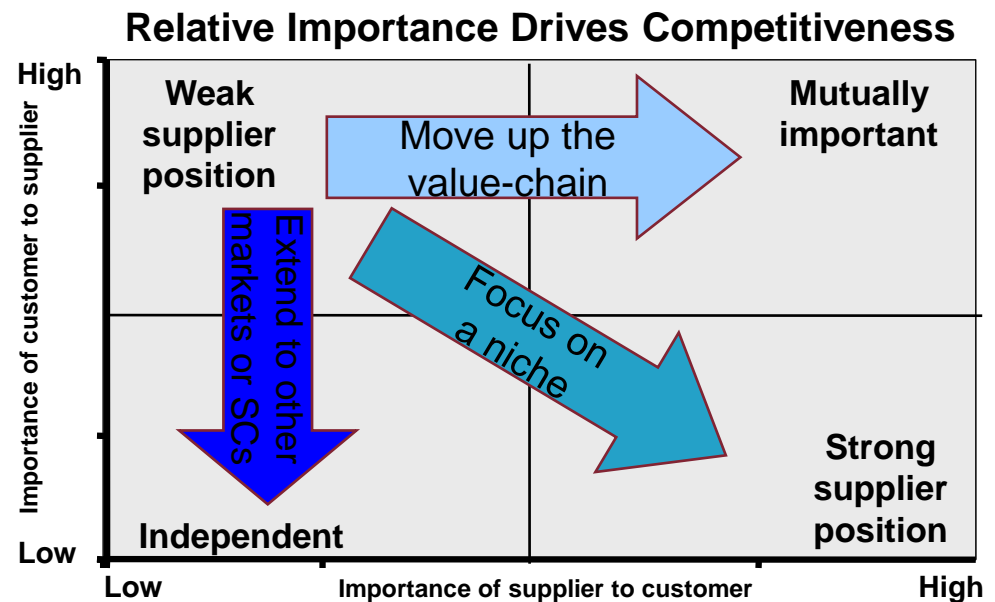 Relative Importance Drives Competitiveness
High
Importance of customer to supplier
Low
Weak
supplier
position
Move up the
value-chain
Mutually
important
Extend to other
markets or SCs
Focus on
a niche
Independent
Strong
supplier
position
Low
Importance of supplier to customer
High